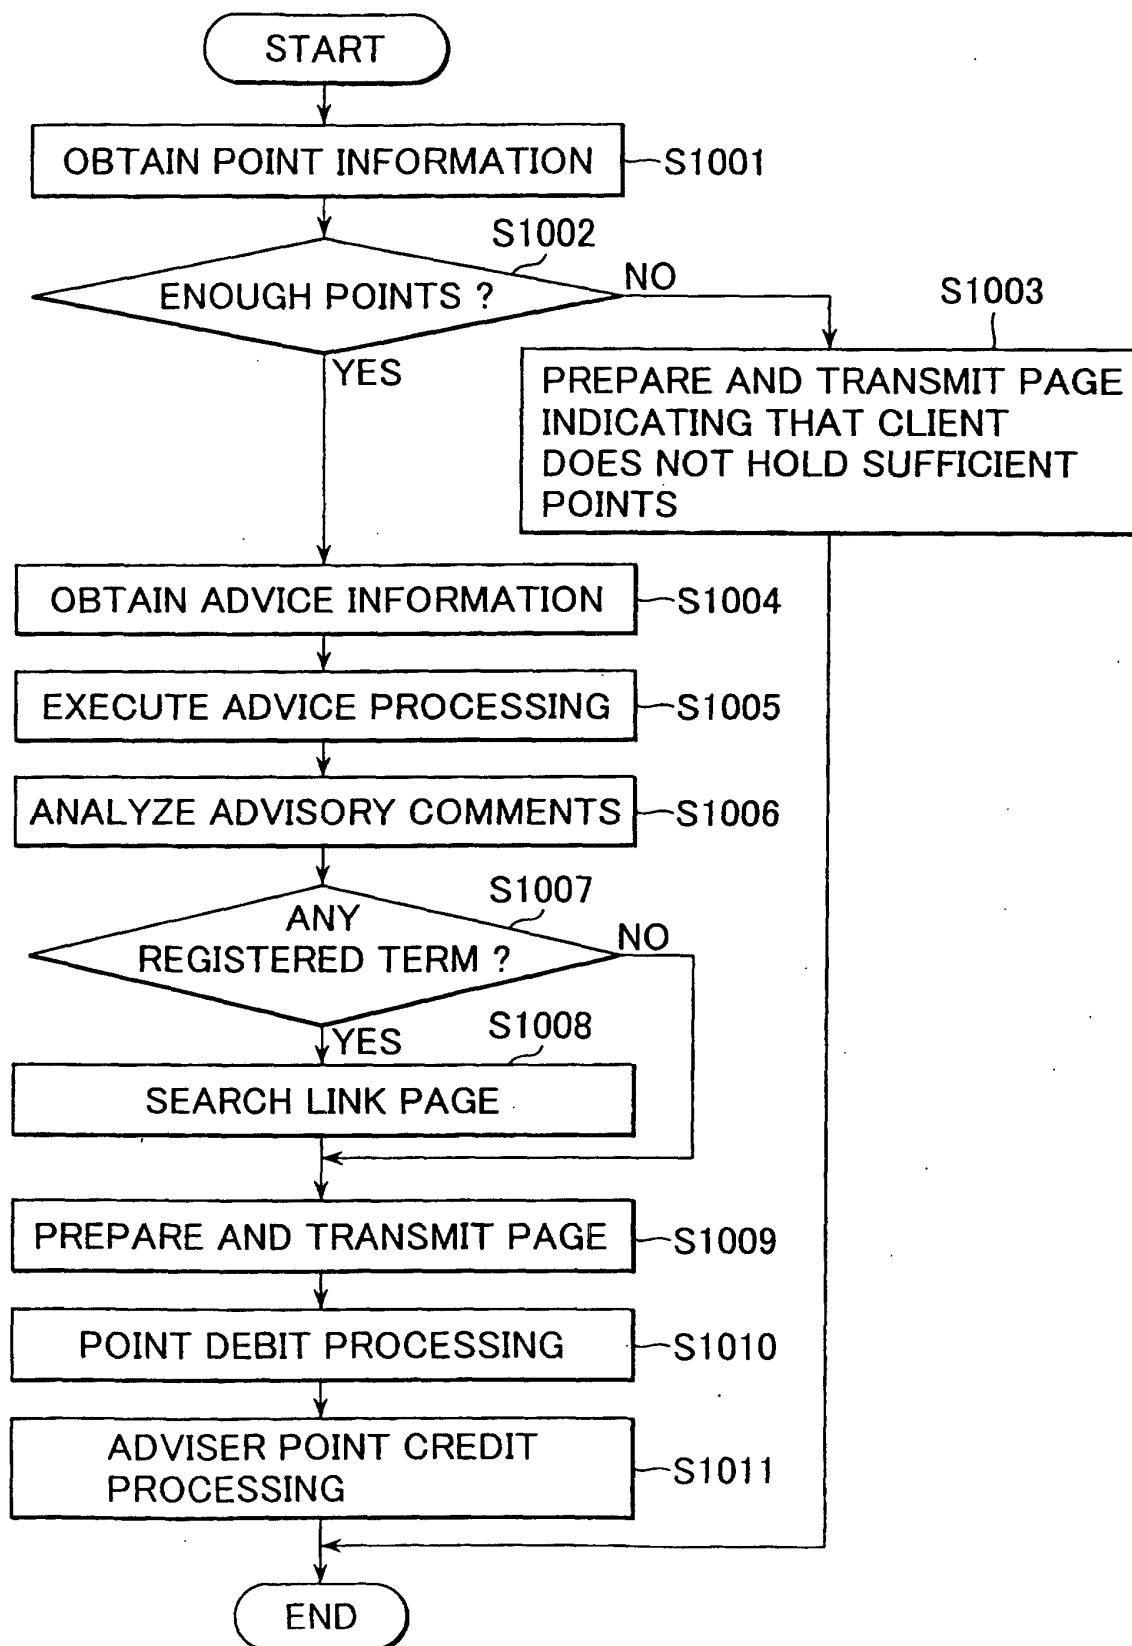 START
OBTAIN POINT INFORMATION
S1001
S1002
ENOUGH POINTS ?
NO
YES
S1003
PREPARE AND TRANSMIT PAGE
INDICATING THAT CLIENT
DOES NOT HOLD SUFFICIENT
POINTS
OBTAIN ADVICE INFORMATION
S1004
EXECUTE ADVICE PROCESSING
S1005
ANALYZE ADVISORY COMMENTS
S1006
S1007
ANY
REGISTERED TERM ?
NO
YES
S1008
SEARCH LINK PAGE
PREPARE AND TRANSMIT PAGE
S1009
POINT DEBIT PROCESSING
S1010
ADVISER POINT CREDIT
PROCESSING
S1011
END